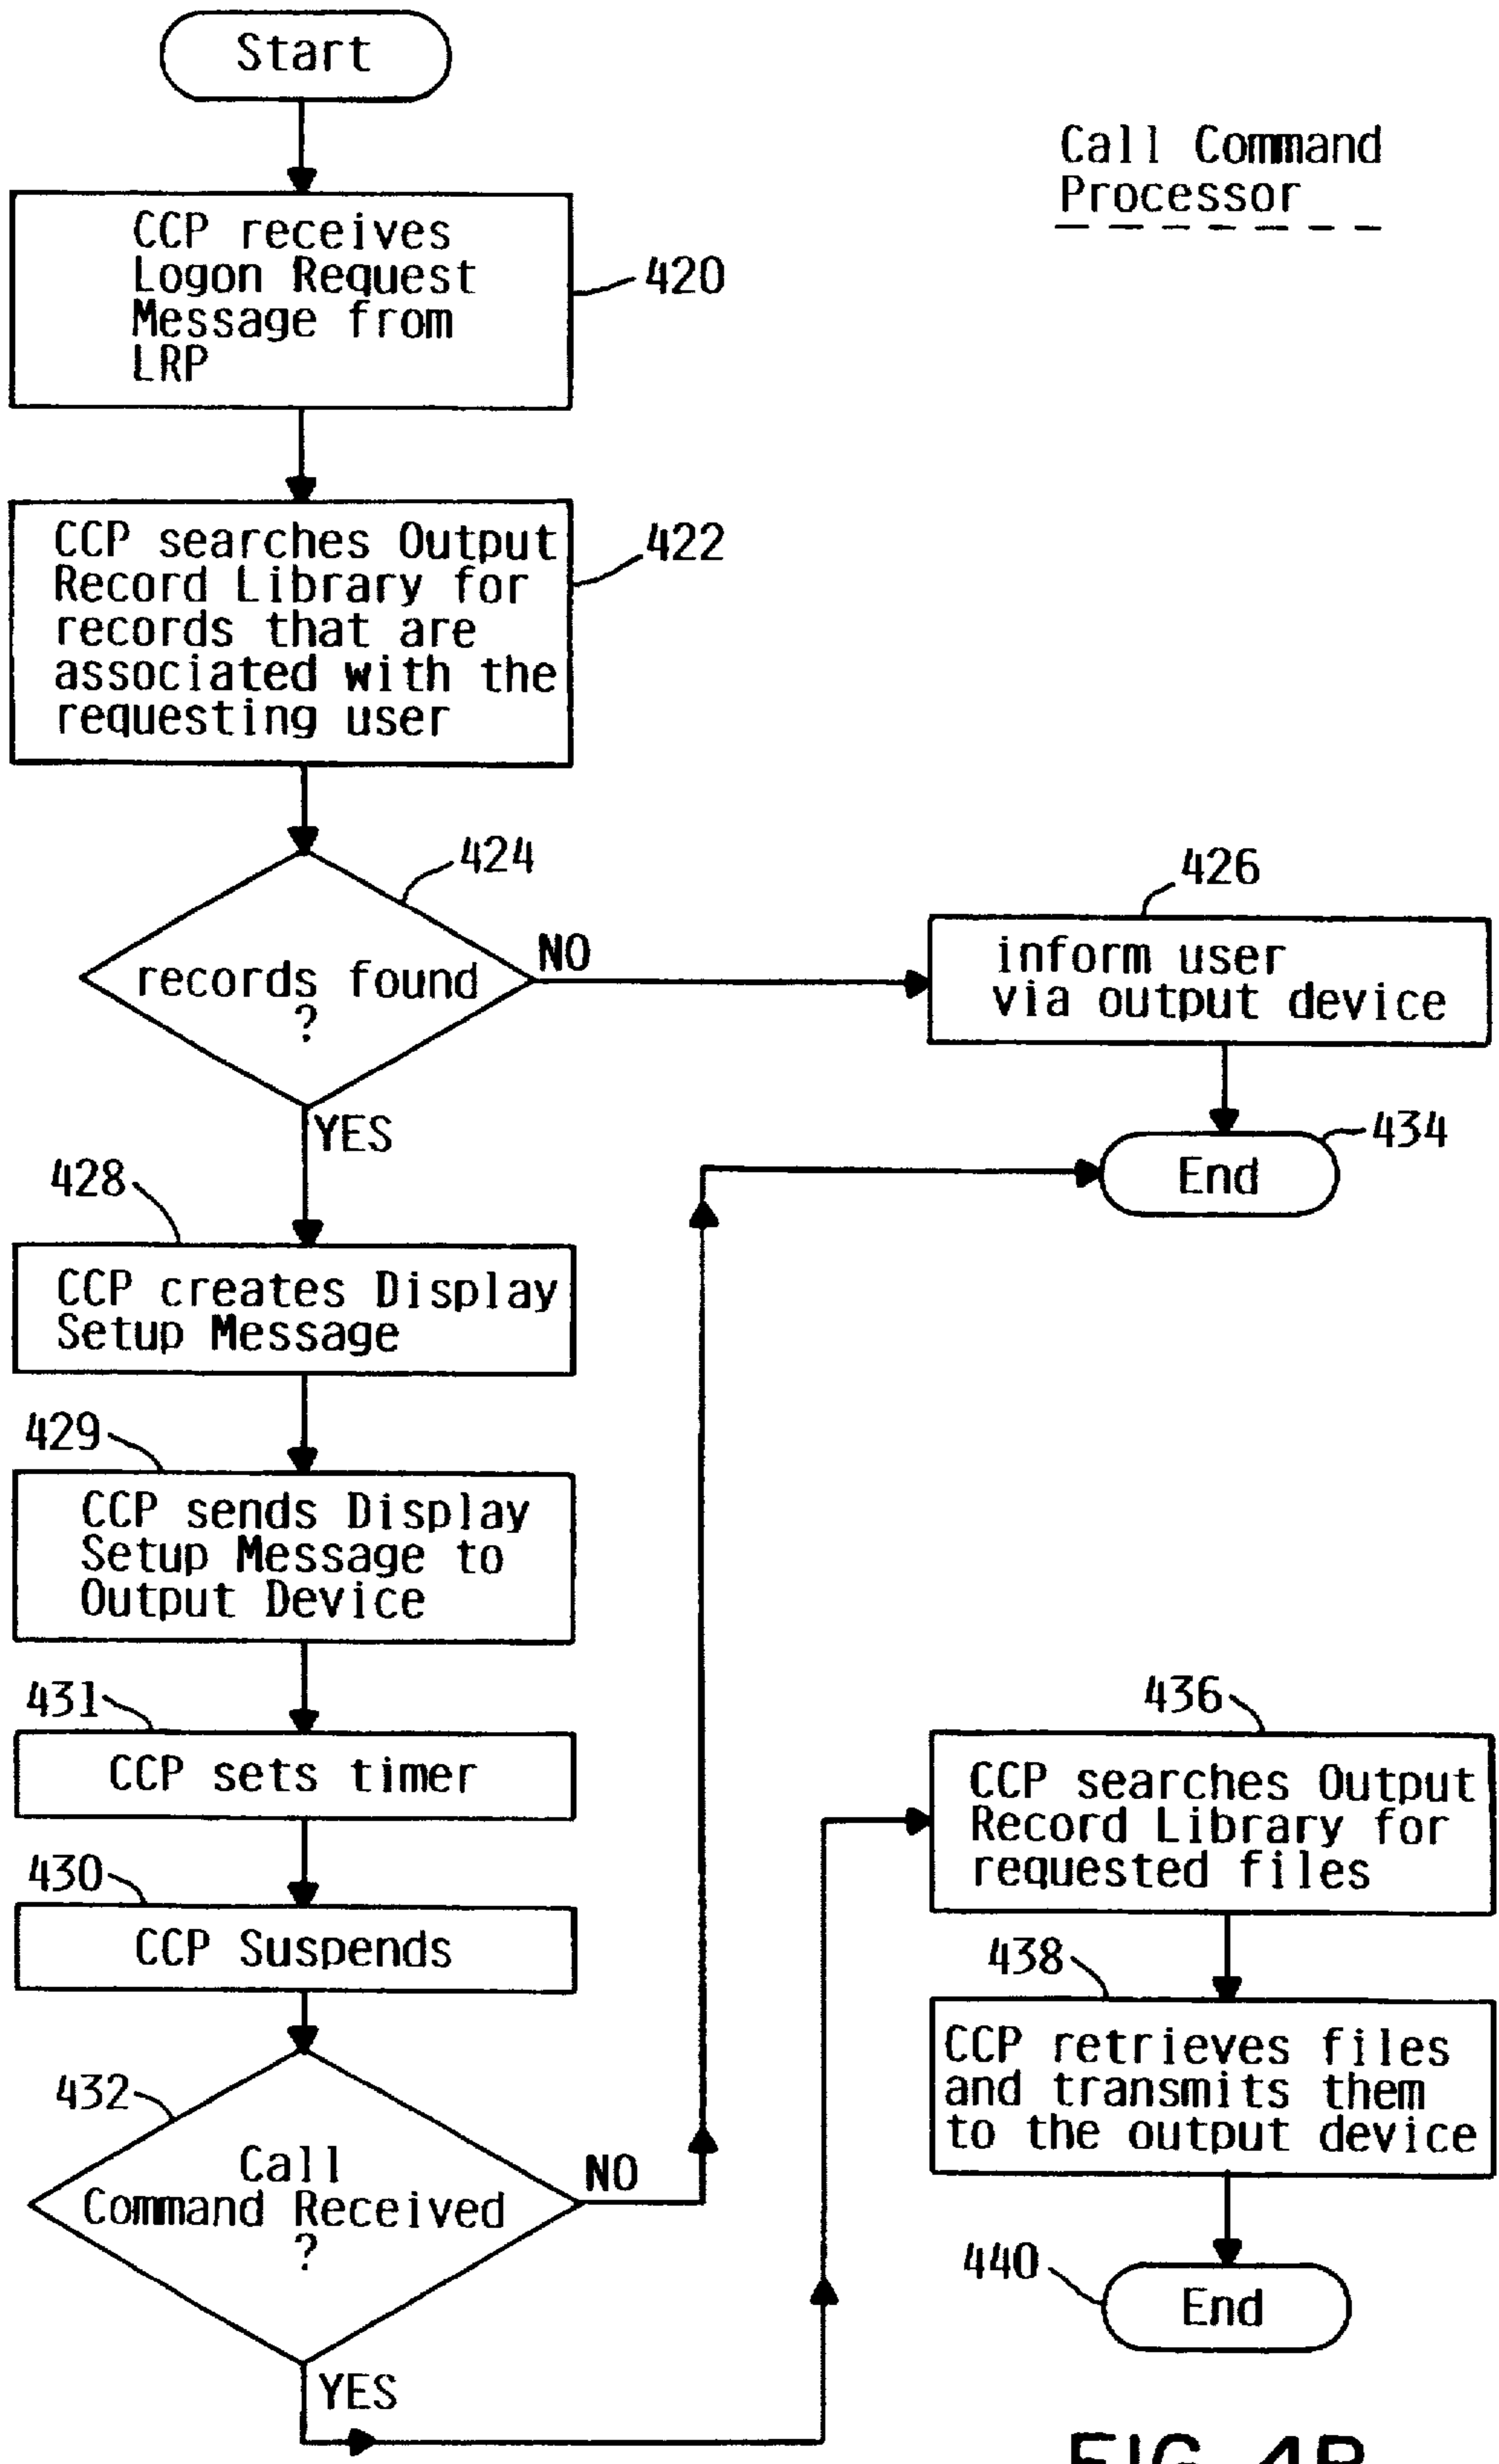 Start
Call Command
Processor
CCP receives
Logon Request
Message from
LRP
420
CCP searches Output
Record Library for
records that are
associated with the
requesting user
422
424
records found
?
NO
YES
426
inform user
via output device
434
End
428
CCP creates Display
Setup Message
429
CCP sends Display
Setup Message to
Output Device
431
CCP sets timer
430
CCP Suspends
432
Call
Command Received
?
NO
YES
436
CCP searches Output
Record Library for
requested files
438
CCP retrieves files
and transmits them
to the output device
440
End
FIG. 4B